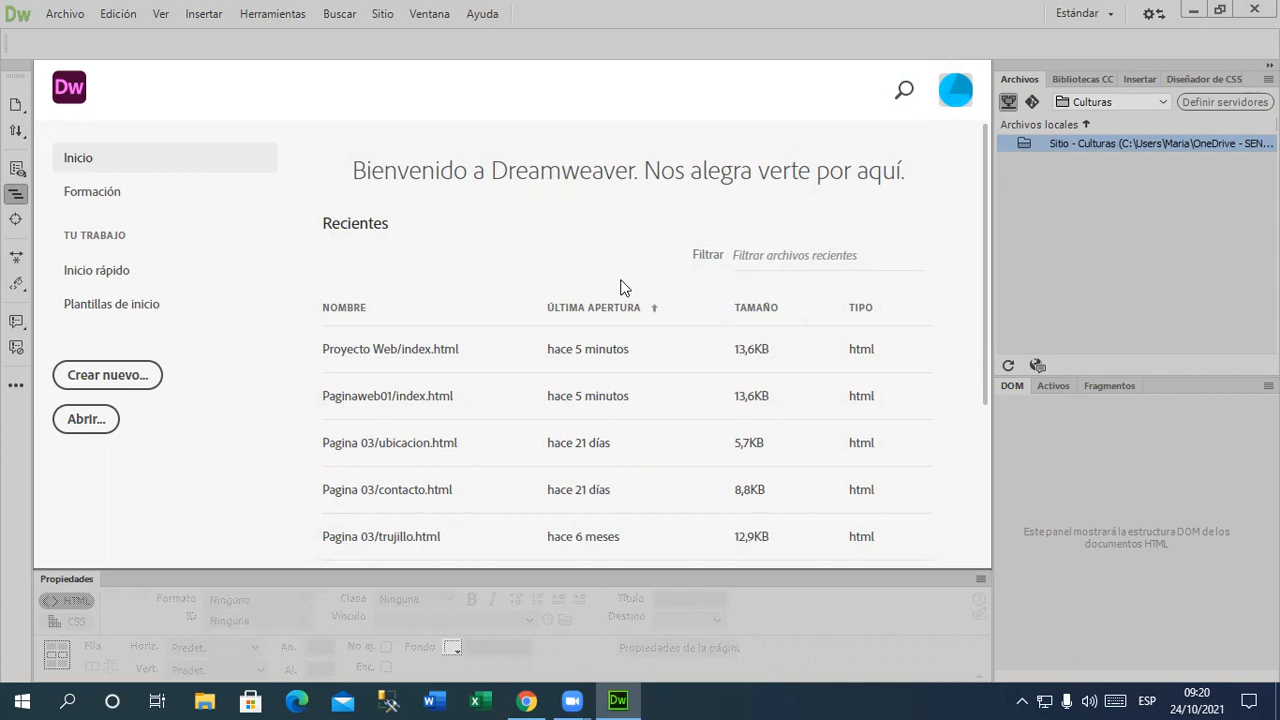 Dw Archivo Edición Ver Insertar Herramientas Buscar Sitio Ventana Ayuda Estándar
Dw
Inicio
Formación
TU TRABAJO
Inicio rápido
Plantillas de inicio
Crear nuevo...
Abrir...
Bienvenido a Dreamweaver. Nos alegra verte por aquí.
Recientes
Filtrar Filtrar archivos recientes
NOMBRE ÚLTIMA APERTURA TAMAÑO TIPO
Proyecto Web/index.html hace 5 minutos 13,6KB html
Paginaweb01/index.html hace 5 minutos 13,6KB html
Pagina 03/ubicacion.html hace 21 días 5,7KB html
Pagina 03/contacto.html hace 21 días 8,8KB html
Pagina 03/trujillo.html hace 6 meses 12,9KB html
Archivos Bibliotecas CC Insertar Diseñador de CSS
Culturas Definir servidores
Archivos locales
Sitio - Culturas (C:\Users\Maria\OneDrive - SEN...
DOM Activos Fragmentos
Este panel mostrará la estructura DOM de los
documentos HTML
Propiedades
<> HTML Formato Ninguna Clase Ninguna B I Título
CSS ID Ninguna Vínculo Destino
Fila Horiz. Predet. An. No aj. Fondo Propiedades de la págin
Vert. Predet. Al. Enc.
Dw ESP 09:20
24/10/2021